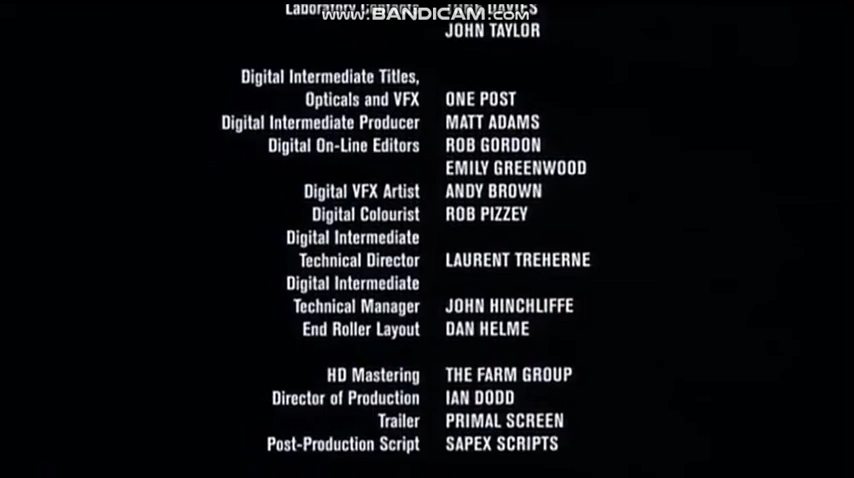 www.BANDICAM.com
Laboratory Contacts DAVIES
JOHN TAYLOR
Digital Intermediate Titles,
Opticals and VFX ONE POST
Digital Intermediate Producer MATT ADAMS
Digital On-Line Editors ROB GORDON
EMILY GREENWOOD
Digital VFX Artist ANDY BROWN
Digital Colourist ROB PIZZEY
Digital Intermediate
Technical Director LAURENT TREHERNE
Digital Intermediate
Technical Manager JOHN HINCHLIFFE
End Roller Layout DAN HELME
HD Mastering THE FARM GROUP
Director of Production IAN DODD
Trailer PRIMAL SCREEN
Post-Production Script SAPEX SCRIPTS